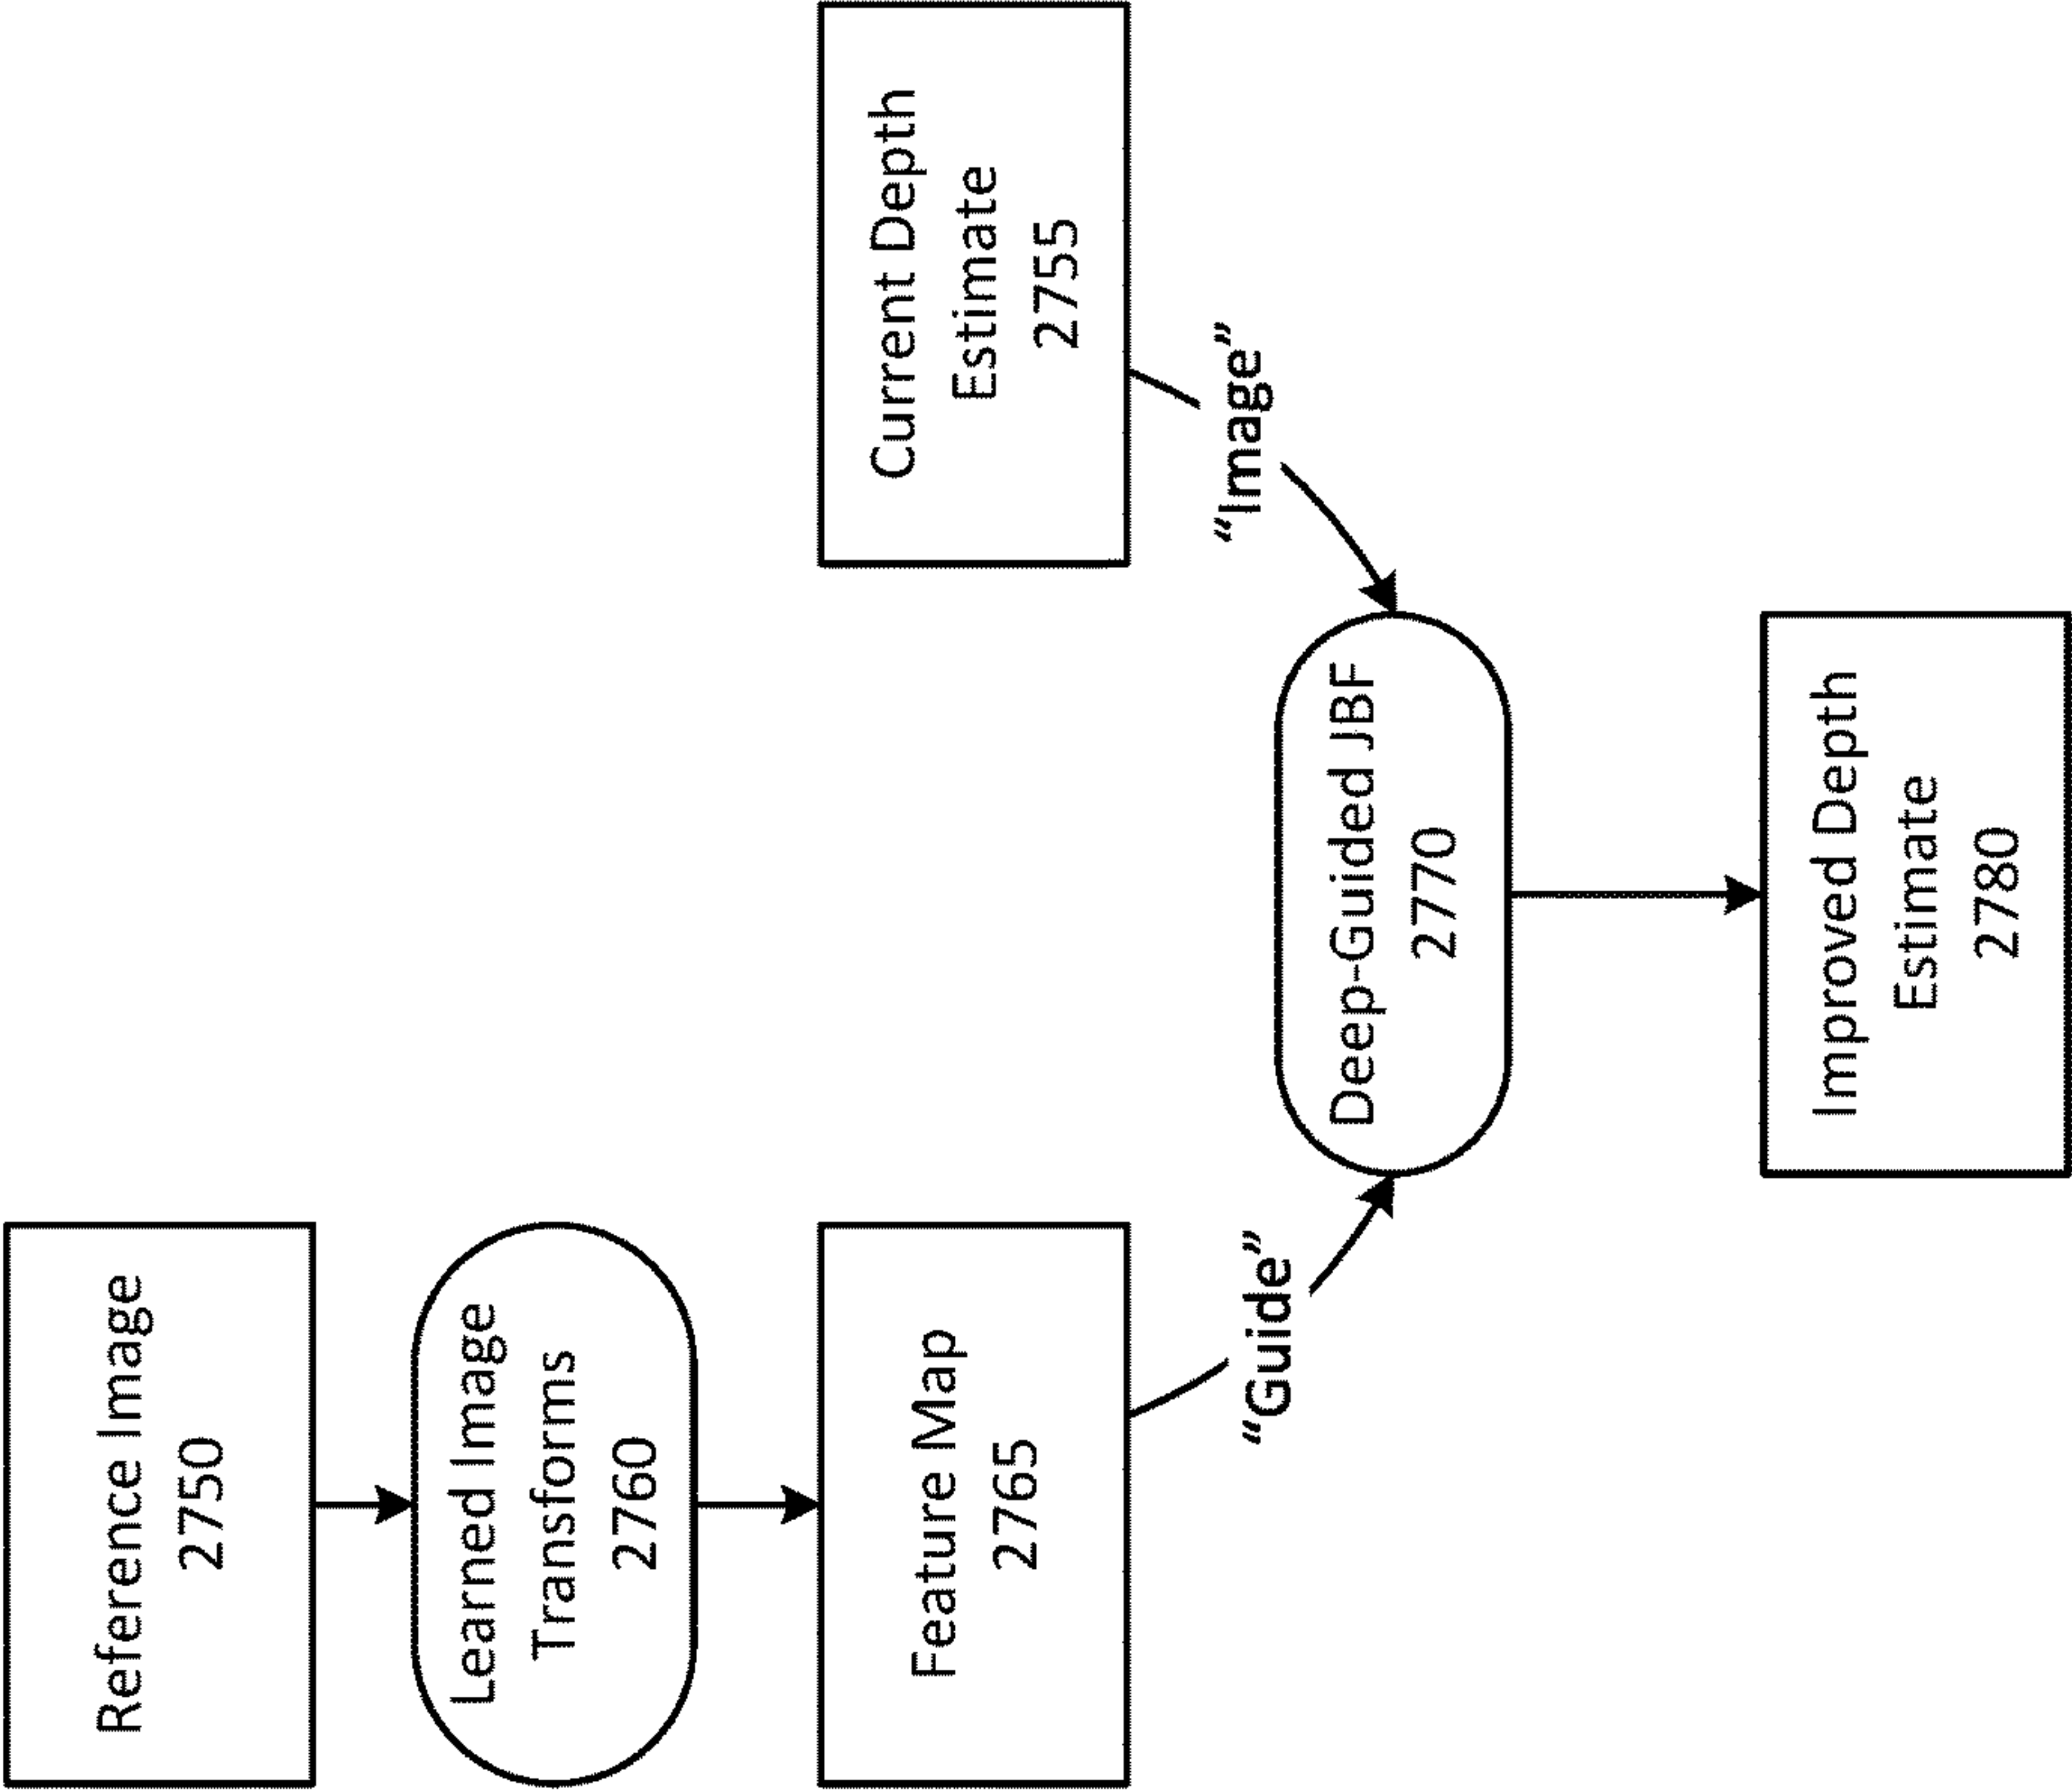 Reference Image
2750
Learned Image
Transforms
2760
Feature Map
2765
Current Depth
Estimate
2755
“Guide”
“Image”
Deep-Guided JBF
2770
Improved Depth
Estimate
2780